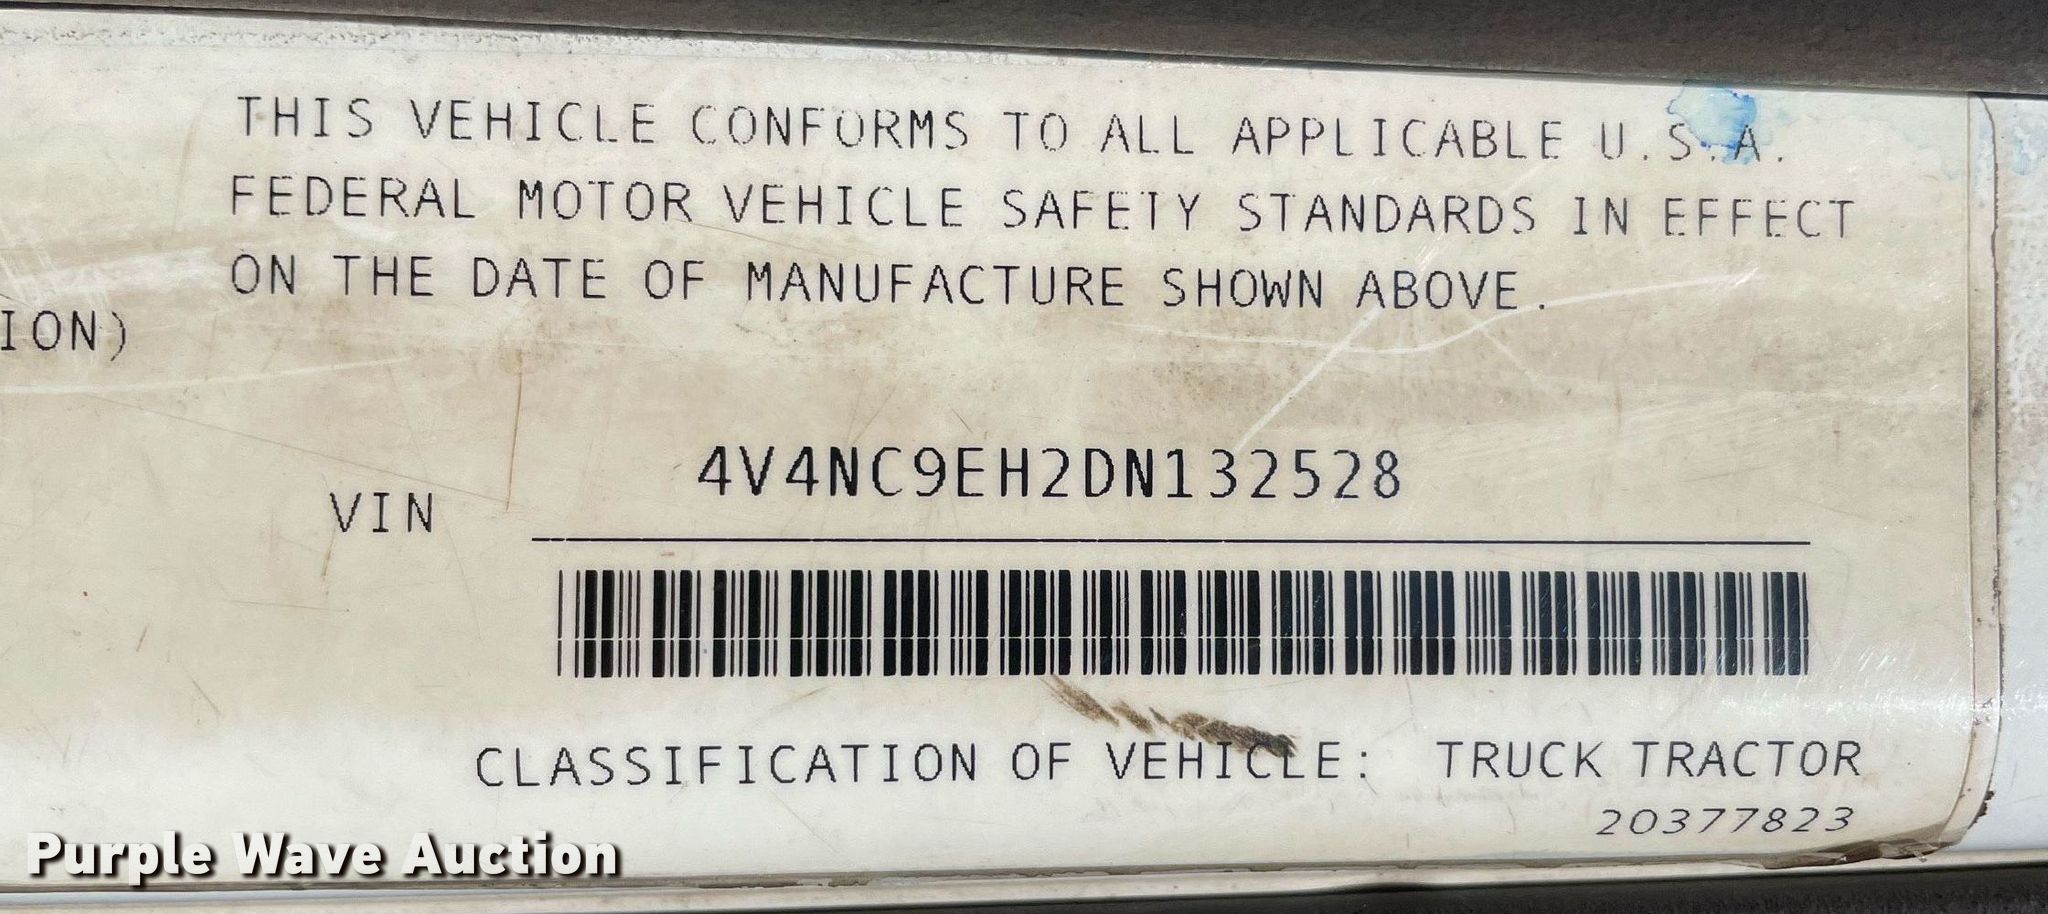 THIS VEHICLE CONFORMS TO ALL APPLICABLE U.S.A.
FEDERAL MOTOR VEHICLE SAFETY STANDARDS IN EFFECT
ON THE DATE OF MANUFACTURE SHOWN ABOVE.
ION)
VIN 4V4NC9EH2DN132528
CLASSIFICATION OF VEHICLE: TRUCK TRACTOR
20377823
Purple Wave Auction